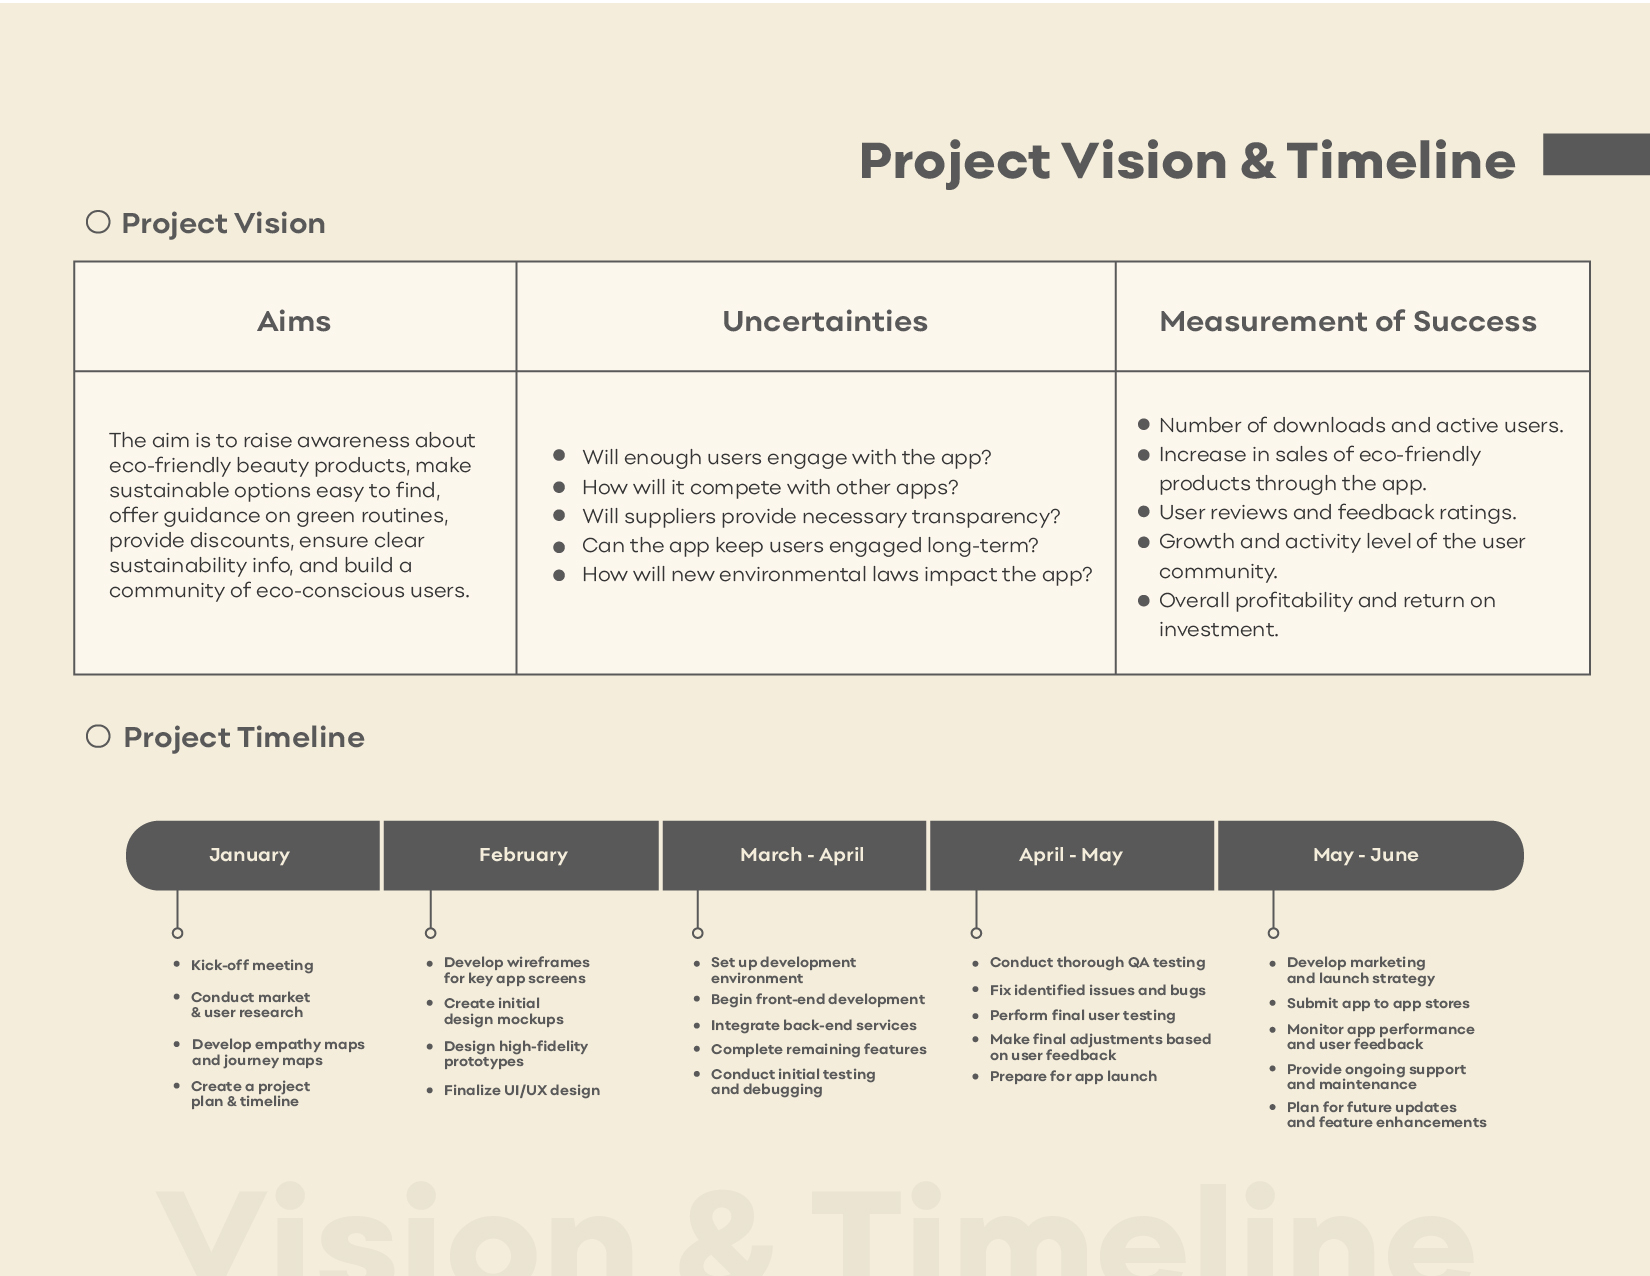 Project Vision & Timeline
Project Vision
Aims
Uncertainties
Measurement of Success
The aim is to raise awareness about
eco-friendly beauty products, make
sustainable options easy to find,
offer guidance on green routines,
provide discounts, ensure clear
sustainability info, and build a
community of eco-conscious users.
Will enough users engage with the app?
How will it compete with other apps?
Will suppliers provide necessary transparency?
Can the app keep users engaged long-term?
How will new environmental laws impact the app?
Number of downloads and active users.
Increase in sales of eco-friendly
products through the app.
User reviews and feedback ratings.
Growth and activity level of the user
community.
Overall profitability and return on
investment.
Project Timeline
January
February
March - April
April - May
May - June
Kick-off meeting
Conduct market
& user research
Develop empathy maps
and journey maps
Create a project
plan & timeline
Develop wireframes
for key app screens
Create initial
design mockups
Design high-fidelity
prototypes
Finalize UI/UX design
Set up development
environment
Begin front-end development
Integrate back-end services
Complete remaining features
Conduct initial testing
and debugging
Conduct thorough QA testing
Fix identified issues and bugs
Perform final user testing
Make final adjustments based
on user feedback
Prepare for app launch
Develop marketing
and launch strategy
Submit app to app stores
Monitor app performance
and user feedback
Provide ongoing support
and maintenance
Plan for future updates
and feature enhancements
Vision & Timeline